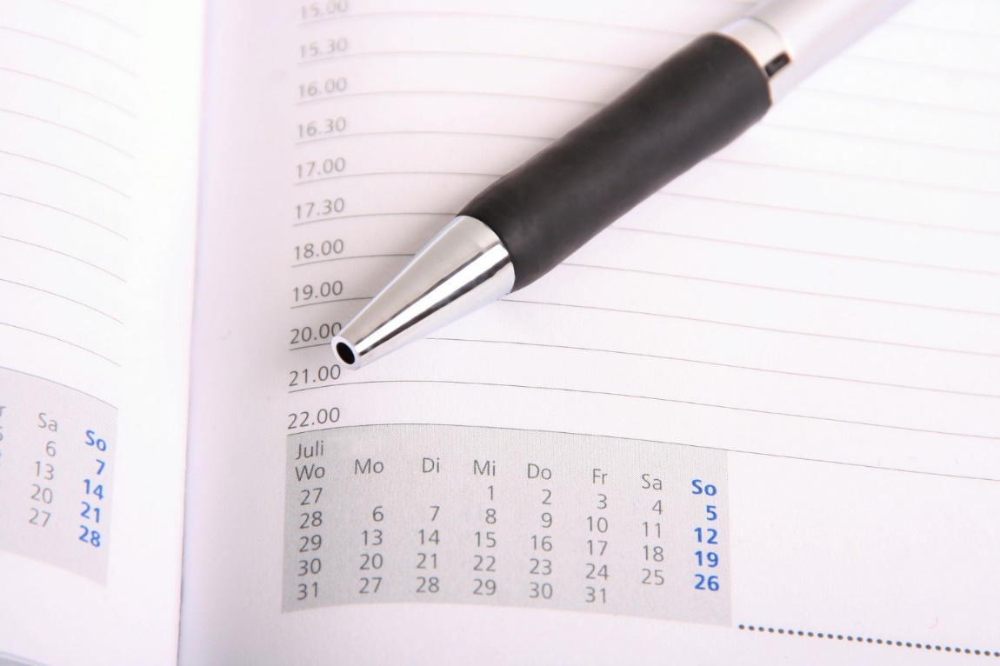 15.00
15.30
16.00
16.30
17.00
17.30
18.00
19.00
20.00
21.00
22.00
Sa So
6 7
13 14
20 21
27 28
Juli
Wo Mo Di Mi Do Fr Sa So
27 1 2 3 4 5
28 6 7 8 9 10 11 12
29 13 14 15 16 17 18 19
30 20 21 22 23 24 25 26
31 27 28 29 30 31